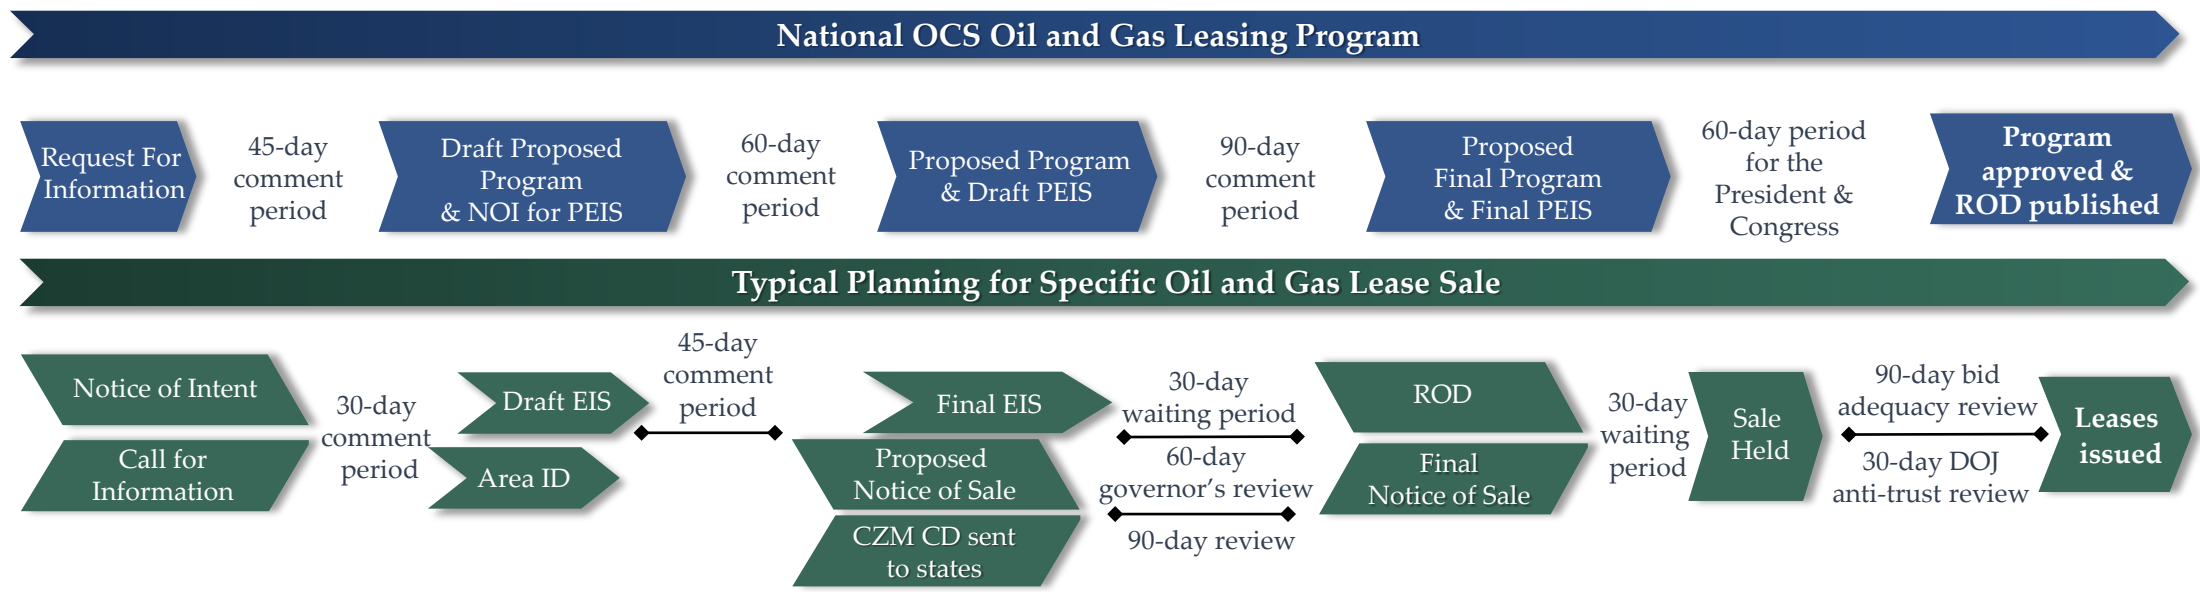 National OCS Oil and Gas Leasing Program
Request For
Information
45-day
comment
period
Draft Proposed
Program
& NOI for PEIS
60-day
comment
period
Proposed Program
& Draft PEIS
90-day
comment
period
Proposed
Final Program
& Final PEIS
60-day period
for the
President &
Congress
Program
approved &
ROD published
Typical Planning for Specific Oil and Gas Lease Sale
Notice of Intent
Call for
Information
30-day
comment
period
Draft EIS
Area ID
45-day
comment
period
Final EIS
Proposed
Notice of Sale
CZM CD sent
to states
30-day
waiting period
60-day
governor's review
90-day review
ROD
Final
Notice of Sale
30-day
waiting
period
Sale
Held
90-day bid
adequacy review
30-day DOJ
anti-trust review
Leases
issued